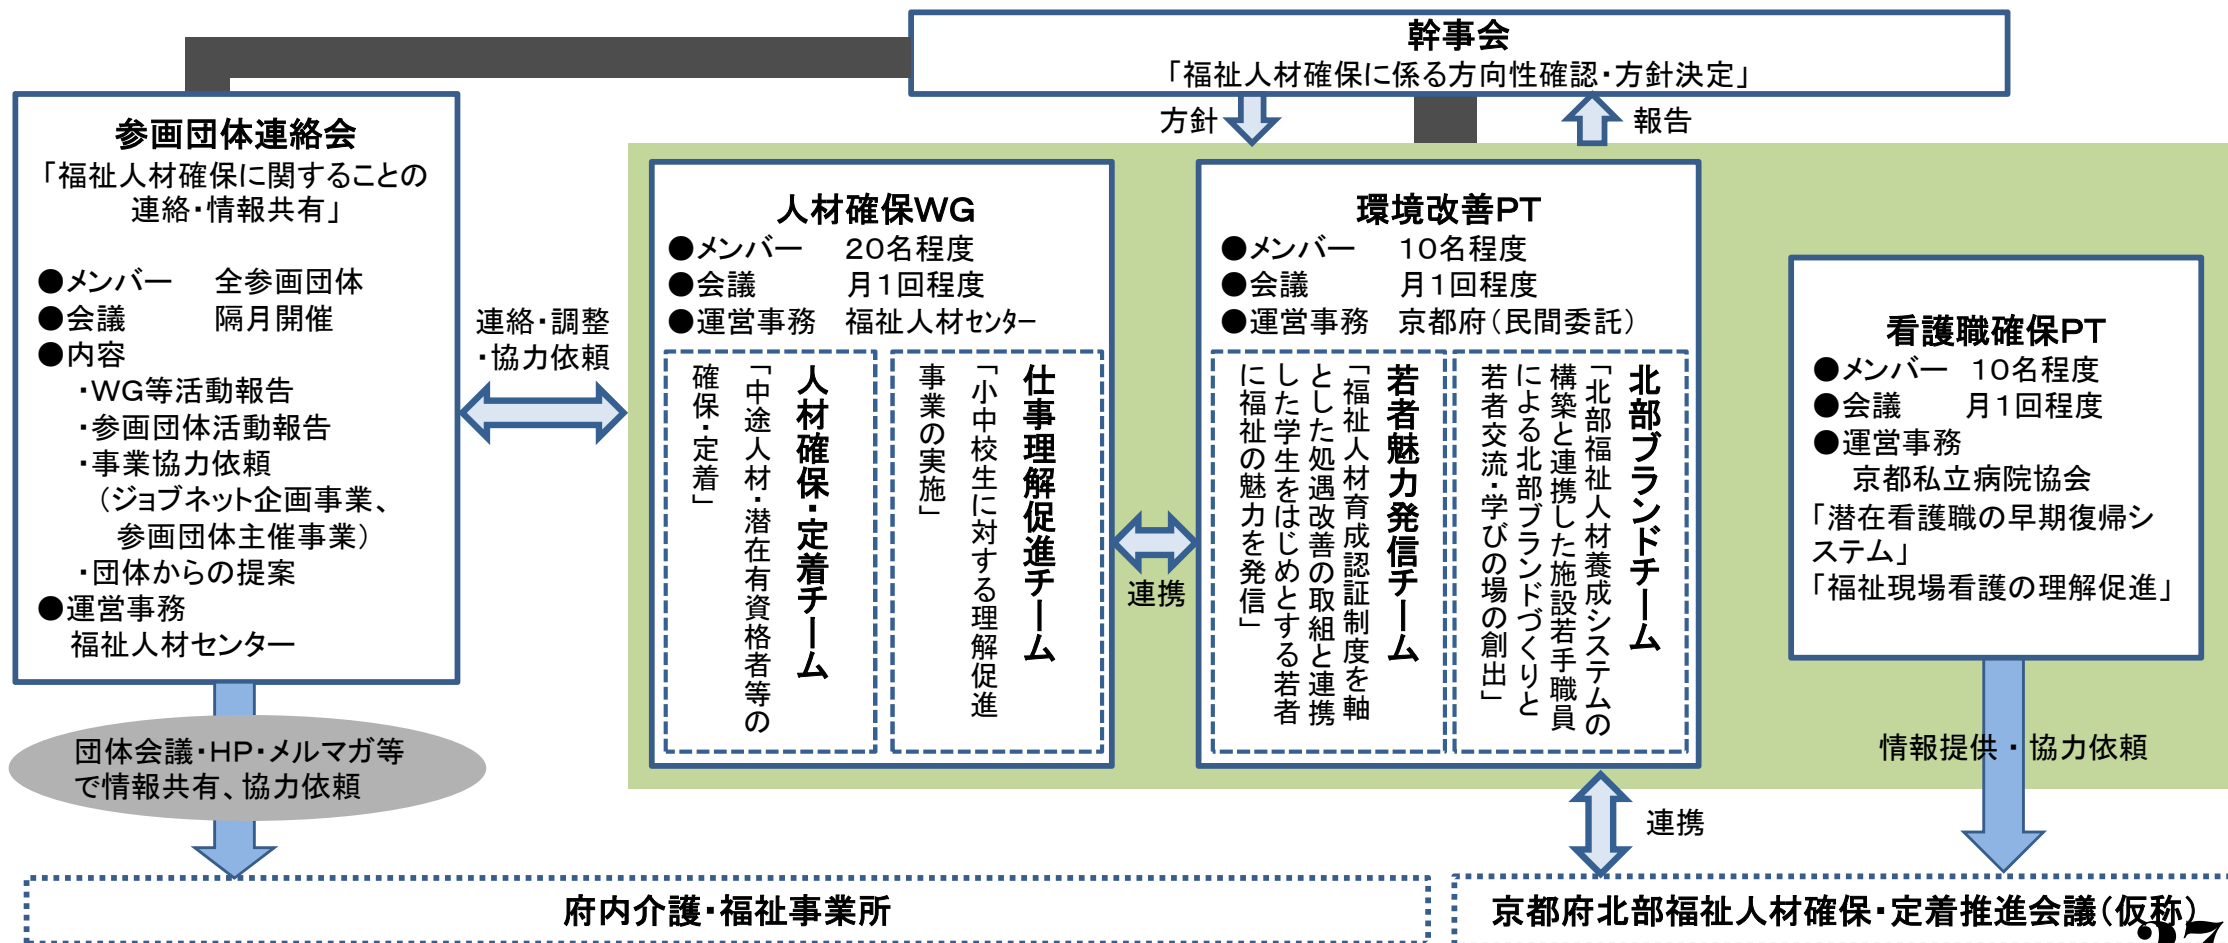 幹事会
「福祉人材確保に係る方向性確認・方針決定」
方針
報告
参画団体連絡会
「福祉人材確保に関することの
連絡・情報共有」
●メンバー　全参画団体
●会議　隔月開催
●内容
・WG等活動報告
・参画団体活動報告
・事業協力依頼
（ジョブネット企画事業、
参画団体主催事業）
・団体からの提案
●運営事務
福祉人材センター
連絡・調整
・協力依頼
人材確保WG
●メンバー　20名程度
●会議　月1回程度
●運営事務　福祉人材センター
仕事理解促進チーム
「小中校生に対する理解促進
事業の実施」
人材確保・定着チーム
「中途人材・潜在有資格者等の
確保・定着」
連携
環境改善PT
●メンバー　10名程度
●会議　月1回程度
●運営事務　京都府（民間委託）
北部ブランドチーム
「北部福祉人材養成システムの
構築と連携した施設若手職員
による北部ブランドづくりと
若者交流・学びの場の創出」
若者魅力発信チーム
「福祉人材育成認証制度を軸
とした処遇改善の取組と連携
した学生をはじめとする若者
に福祉の魅力を発信」
看護職確保PT
●メンバー　10名程度
●会議　月1回程度
●運営事務
京都私立病院協会
「潜在看護職の早期復帰シ
ステム」
「福祉現場看護の理解促進」
情報提供・協力依頼
団体会議・HP・メルマガ等
で情報共有、協力依頼
連携
府内介護・福祉事業所
京都府北部福祉人材確保・定着推進会議（仮称）
27